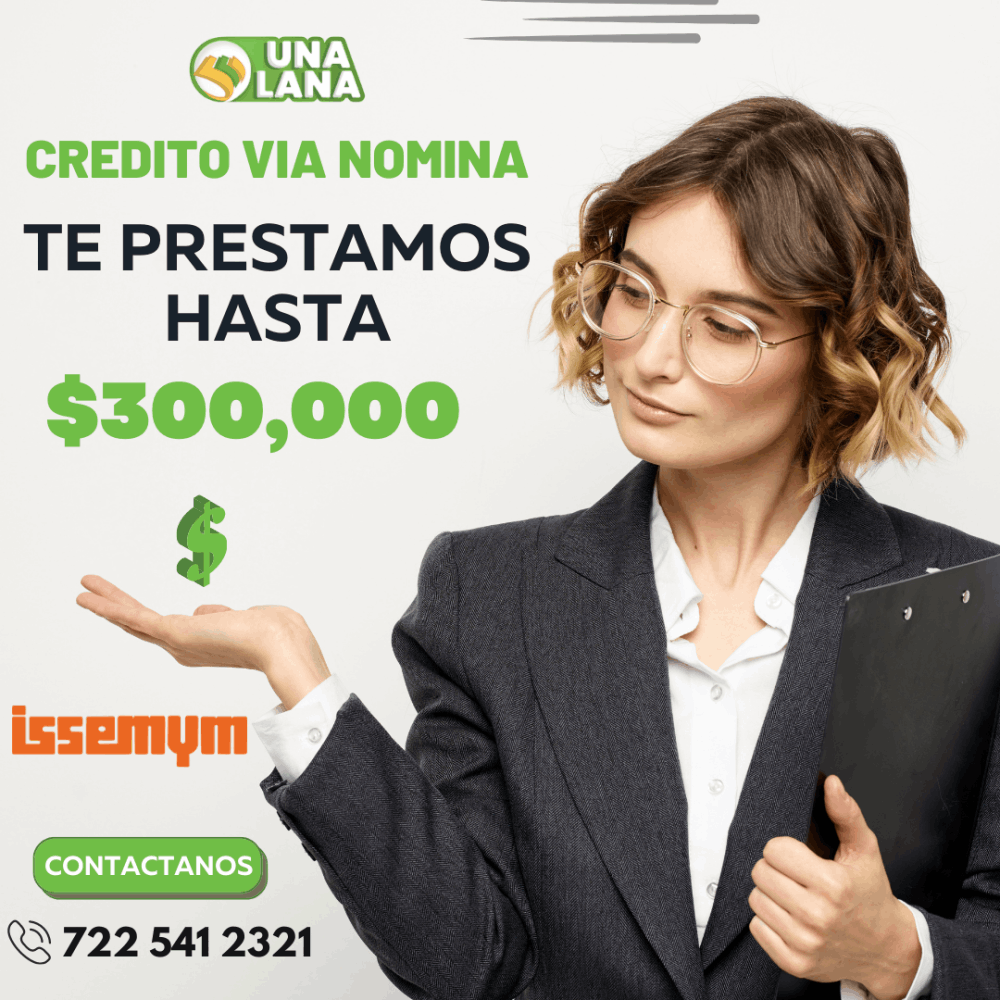 UNA
LANA
CREDITO VIA NOMINA
TE PRESTAMOS
HASTA
$300,000
$
issemym
CONTACTANOS
722 541 2321